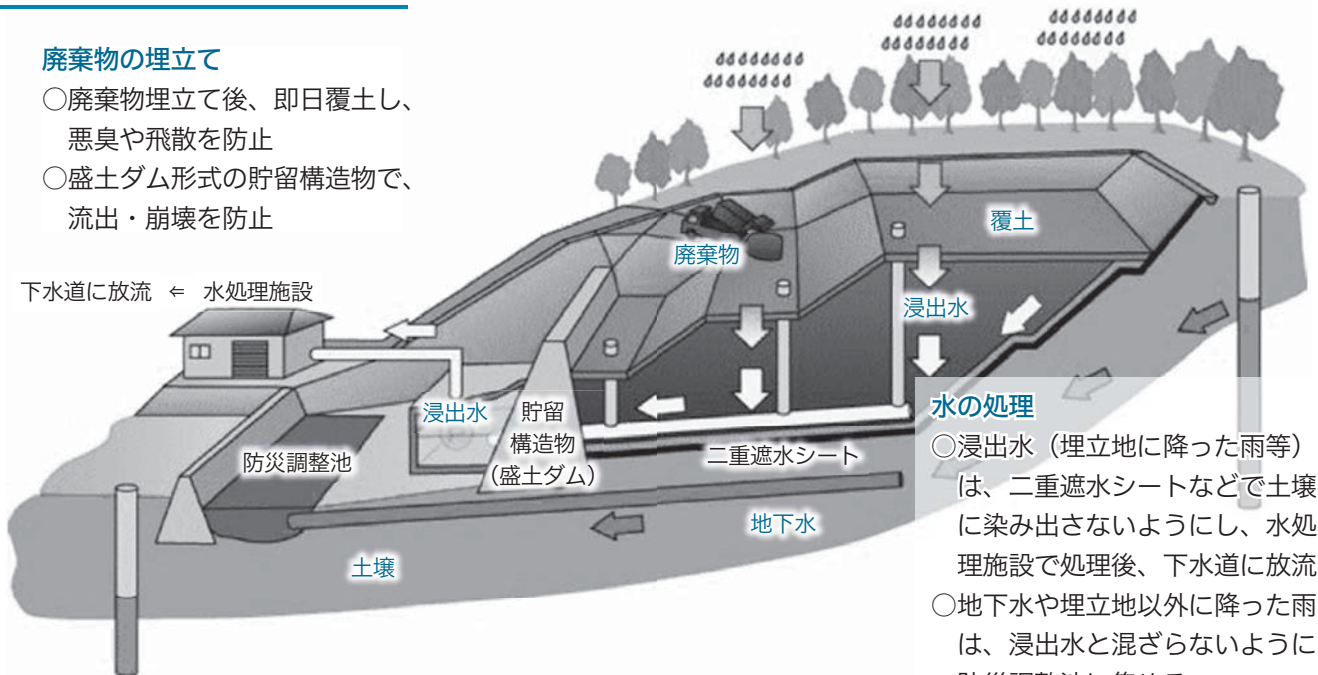 廃棄物の埋立て
○廃棄物埋立て後、即日覆土し、
悪臭や飛散を防止
○盛土ダム形式の貯留構造物で、
流出・崩壊を防止
下水道に放流 ⇐ 水処理施設
廃棄物
覆土
浸出水
浸出水
貯留
構造物
(盛土ダム)
防災調整池
二重遮水シート
地下水
土壌
水の処理
○浸出水（埋立地に降った雨等）
は、二重遮水シートなどで土壌
に染み出さないようにし、水処
理施設で処理後、下水道に放流
○地下水や埋立地以外に降った雨
は、浸出水と混ざらないように